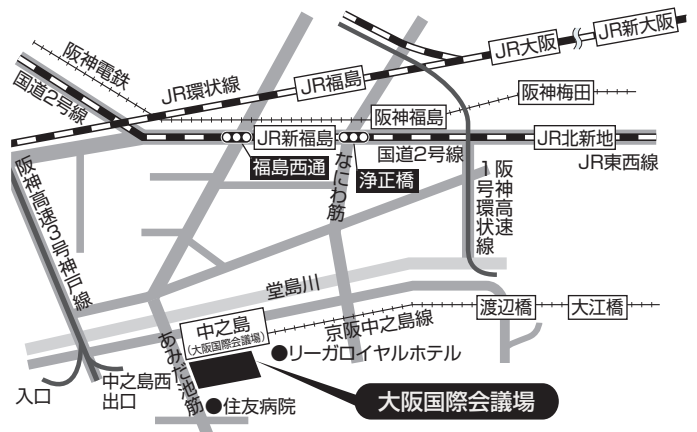 JR新大阪
JR大阪
阪神電鉄
国道2号線
JR環状線
JR福島
阪神梅田
阪神福島
JR新福島
国道2号線
JR北新地
JR東西線
福島西通
浄正橋
なにわ筋
阪神高速
1号環状線
阪神高速3号神戸線
堂島川
渡辺橋
大江橋
京阪中之島線
中之島
(大阪国際会議場)
あみだ池筋
●リーガロイヤルホテル
入口
中之島西
出口
●住友病院
大阪国際会議場